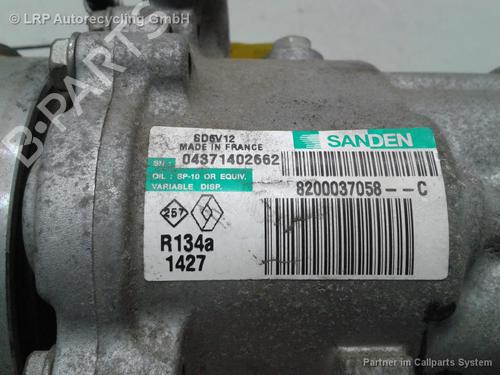 LRP Autorecycling GmbH
SD6V12
MADE IN FRANCE
SANDEN
SN : 04371402662
OIL : SP-10 OR EQUIV.
VARIABLE DISP.
8200037058--C
257
R134a
1427
Partner im Callparts System